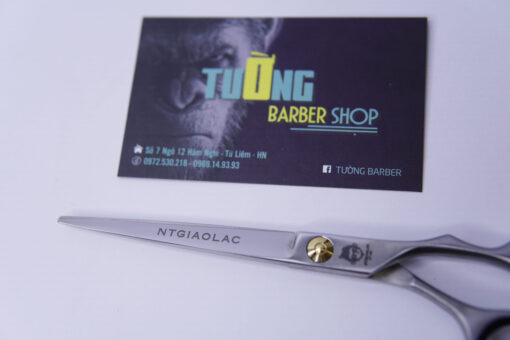 TƯỜNG
BARBER SHOP
Số 7 Ngõ 12 Hàm Nghi - Từ Liêm - HN
0972.530.218 - 0969.14.93.93
TƯỜNG BARBER
NTGIAOLAC